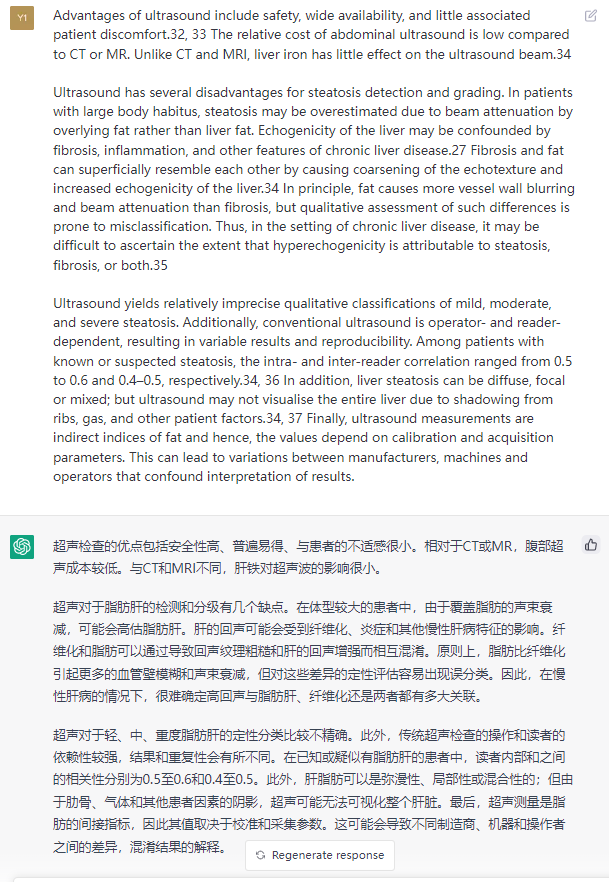 Y1
Advantages of ultrasound include safety, wide availability, and little associated
patient discomfort.32, 33 The relative cost of abdominal ultrasound is low compared
to CT or MR. Unlike CT and MRI, liver iron has little effect on the ultrasound beam.34
Ultrasound has several disadvantages for steatosis detection and grading. In patients
with large body habitus, steatosis may be overestimated due to beam attenuation by
overlying fat rather than liver fat. Echogenicity of the liver may be confounded by
fibrosis, inflammation, and other features of chronic liver disease.27 Fibrosis and fat
can superficially resemble each other by causing coarsening of the echotexture and
increased echogenicity of the liver.34 In principle, fat causes more vessel wall blurring
and beam attenuation than fibrosis, but qualitative assessment of such differences is
prone to misclassification. Thus, in the setting of chronic liver disease, it may be
difficult to ascertain the extent that hyperechogenicity is attributable to steatosis,
fibrosis, or both.35
Ultrasound yields relatively imprecise qualitative classifications of mild, moderate,
and severe steatosis. Additionally, conventional ultrasound is operator- and reader-
dependent, resulting in variable results and reproducibility. Among patients with
known or suspected steatosis, the intra- and inter-reader correlation ranged from 0.5
to 0.6 and 0.4–0.5, respectively.34, 36 In addition, liver steatosis can be diffuse, focal
or mixed; but ultrasound may not visualise the entire liver due to shadowing from
ribs, gas, and other patient factors.34, 37 Finally, ultrasound measurements are
indirect indices of fat and hence, the values depend on calibration and acquisition
parameters. This can lead to variations between manufacturers, machines and
operators that confound interpretation of results.
超声检查的优点包括安全性高、普遍易得、与患者的不适感很小。相对于CT或MR，腹部超
声成本较低。与CT和MRI不同，肝铁对超声波的影响很小。
超声对于脂肪肝的检测和分级有几个缺点。在体型较大的患者中，由于覆盖脂肪的声束衰
减，可能会高估脂肪肝。肝的回声可能会受到纤维化、炎症和其他慢性肝病特征的影响。纤
维化和脂肪可以通过导致回声纹理粗糙和肝的回声增强而相互混淆。原则上，脂肪比纤维化
引起更多的血管壁模糊和声束衰减，但对这些差异的定性评估容易出现误分类。因此，在慢
性肝病的情况下，很难确定高回声与脂肪肝、纤维化还是两者都有多大关联。
超声对于轻、中、重度脂肪肝的定性分类比较不精确。此外，传统超声检查的操作和读者的
依赖性较强，结果和重复性会有所不同。在已知或疑似有脂肪肝的患者中，读者内部和之间
的相关性分别为0.5至0.6和0.4至0.5。此外，肝脂肪可以是弥漫性、局部性或混合性的；但由
于肋骨、气体和其他患者因素的阴影，超声可能无法可视化整个肝脏。最后，超声测量是脂
肪的间接指标，因此其值取决于校准和采集参数。这可能会导致不同制造商、机器和操作者
之间的差异，混淆结果的解释。
Regenerate response